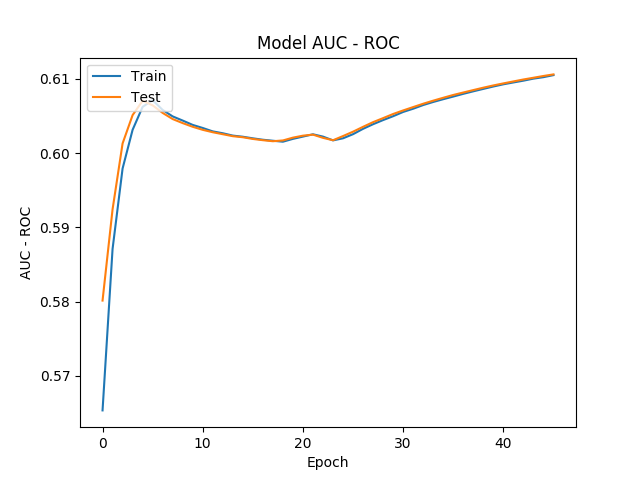 Model AUC - ROC
Train
Test
0.61
0.60
0.59
0.58
0.57
AUC - ROC
0 10 20 30 40
Epoch